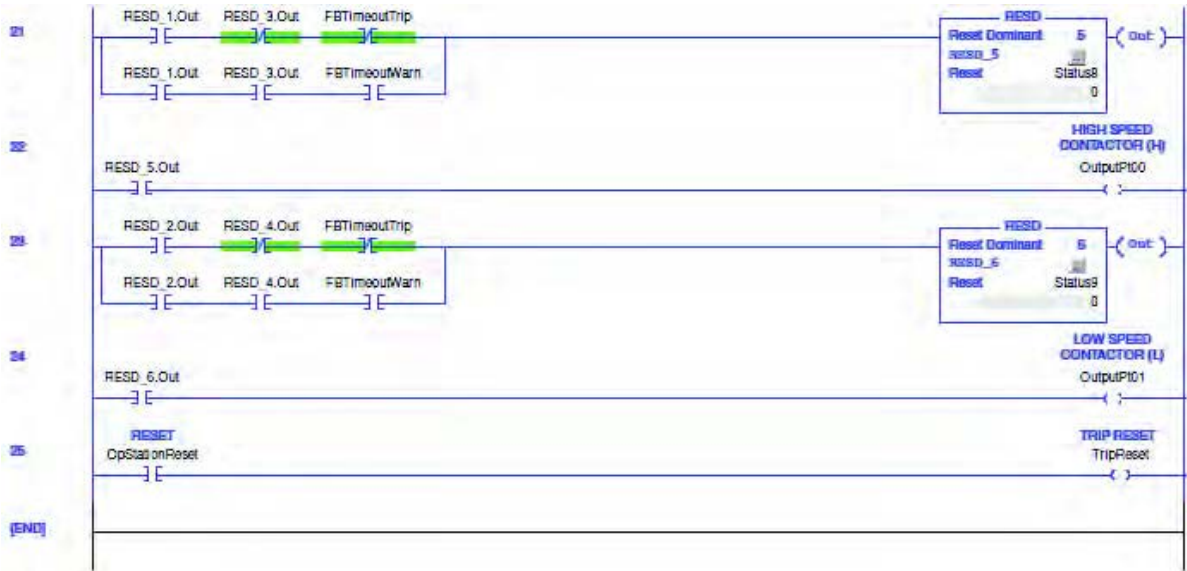 21
RESD_1.Out RESD_3.Out FBTimeoutTrip
RESD
Reset Dominant 5
RESD_5
Reset Status8
0
Out
RESD_1.Out RESD_3.Out FBTimeoutWarn
22
HIGH SPEED
CONTACTOR (H)
RESD_5.Out OutputPt00
23
RESD_2.Out RESD_4.Out FBTimeoutTrip
RESD
Reset Dominant 6
RESD_6
Reset Status9
0
Out
RESD_2.Out RESD_4.Out FBTimeoutWarn
24
LOW SPEED
CONTACTOR (L)
RESD_6.Out OutputPt01
25
RESET TRIP RESET
OpStationReset TripReset
[END]